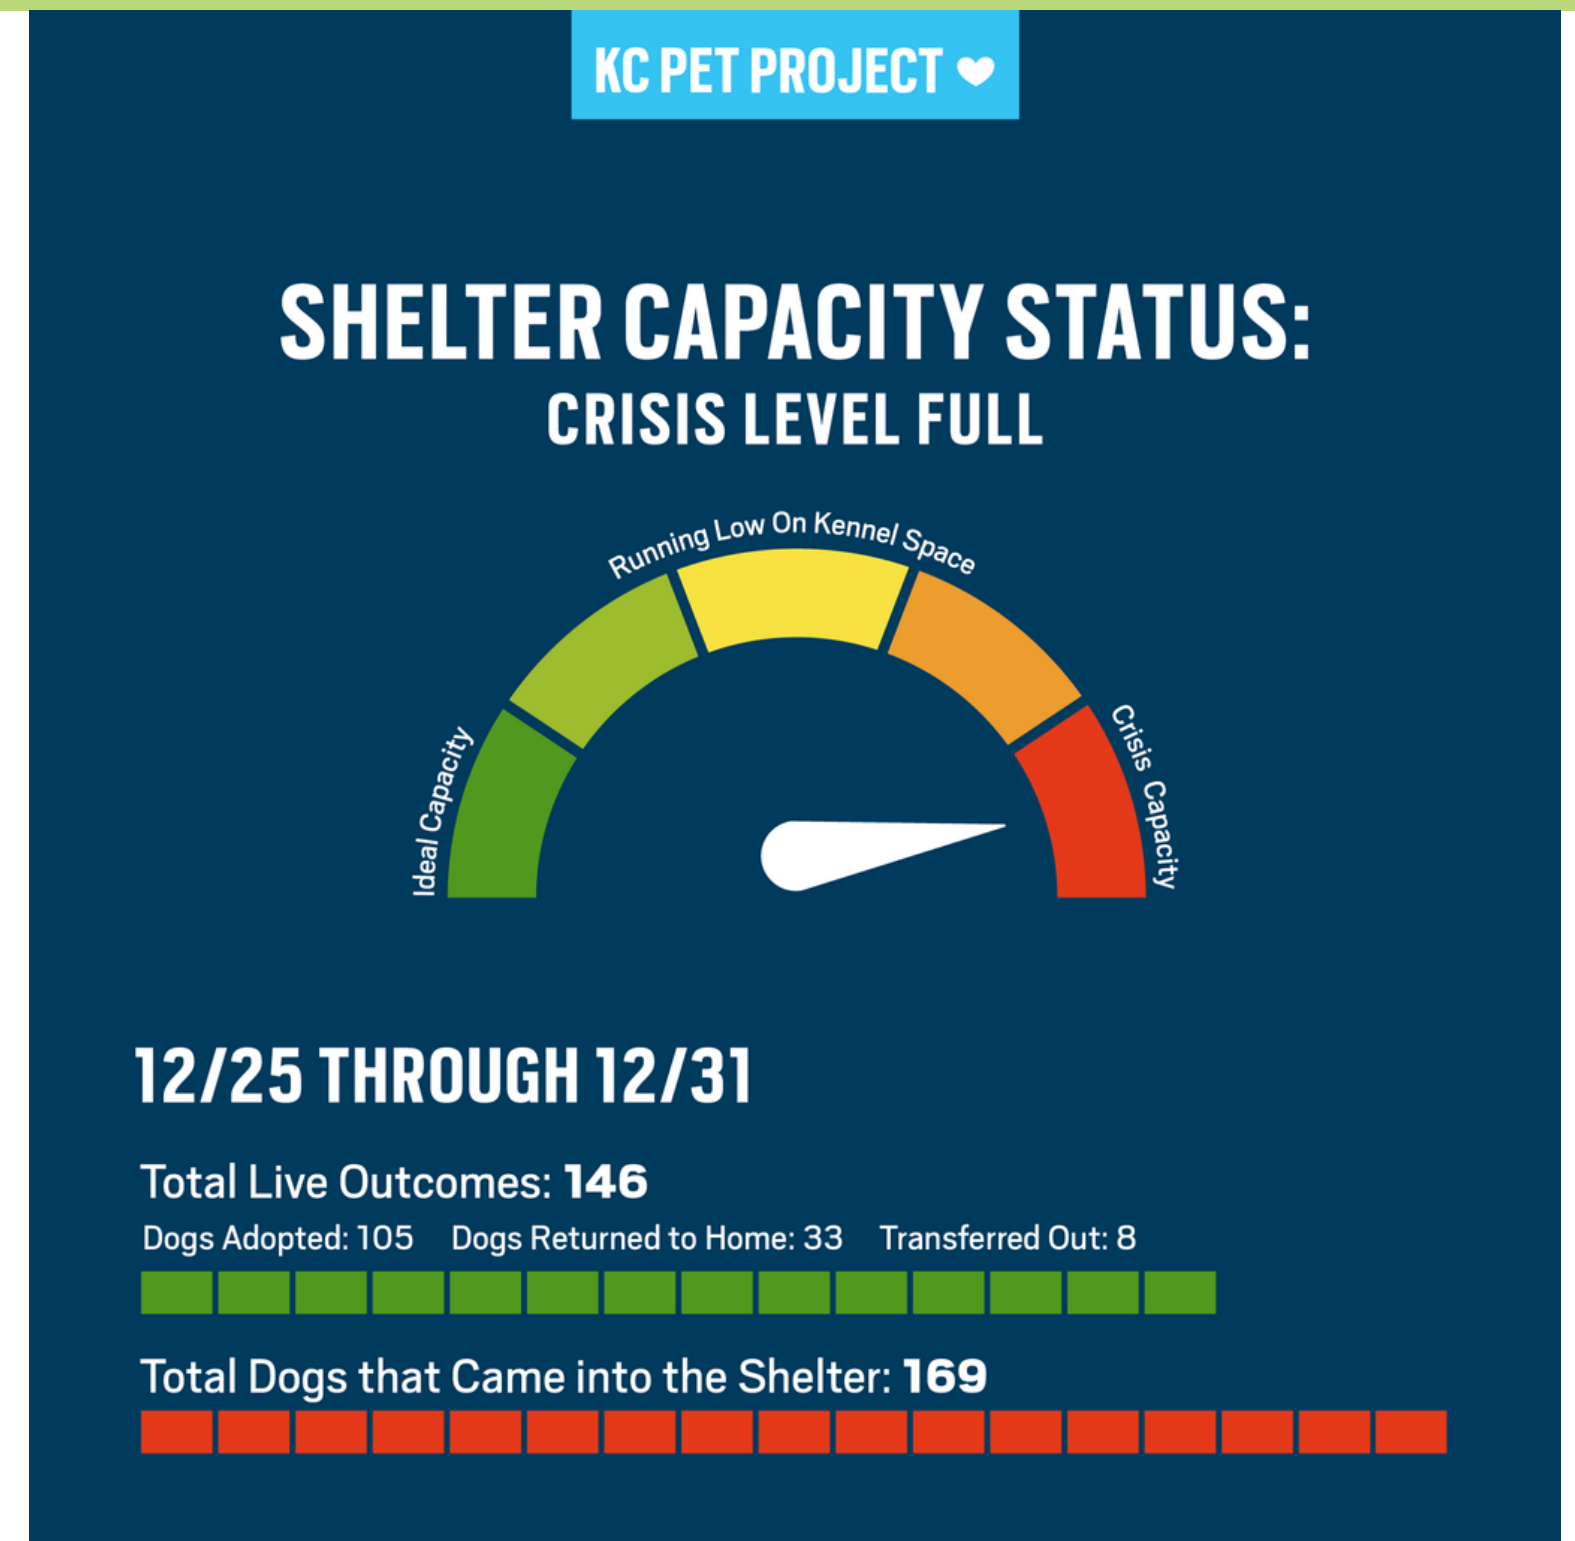 KC PET PROJECT
SHELTER CAPACITY STATUS:
CRISIS LEVEL FULL
Running Low On Kennel Space
Ideal Capacity
Crisis Capacity
12/25 THROUGH 12/31
Total Live Outcomes: 146
Dogs Adopted: 105 Dogs Returned to Home: 33 Transferred Out: 8
Total Dogs that Came into the Shelter: 169